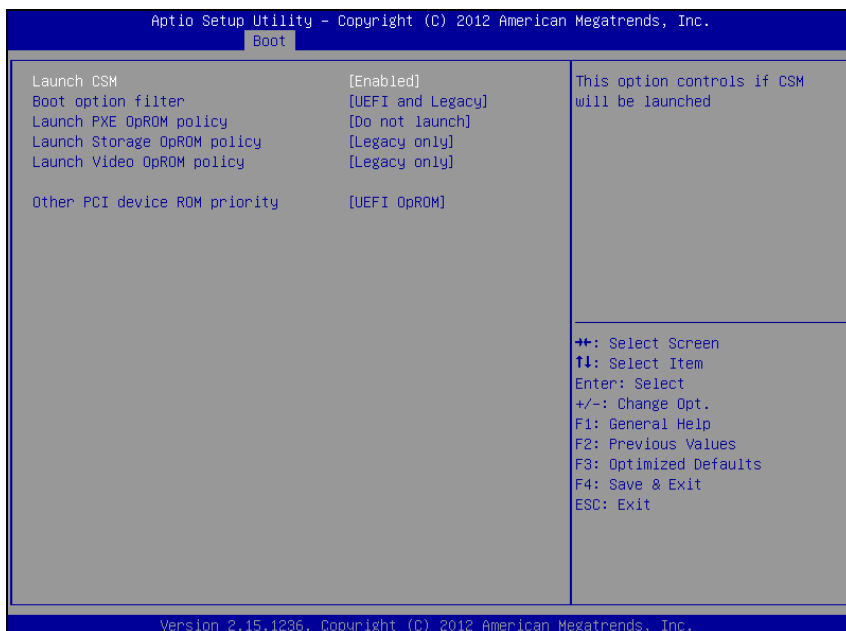 Aptio Setup Utility – Copyright (C) 2012 American Megatrends, Inc.
Boot
Launch CSM [Enabled]
Boot option filter [UEFI and Legacy]
Launch PXE OpROM policy [Do not launch]
Launch Storage OpROM policy [Legacy only]
Launch Video OpROM policy [Legacy only]
Other PCI device ROM priority [UEFI OpROM]
This option controls if CSM
will be launched
→←: Select Screen
↑↓: Select Item
Enter: Select
+/-: Change Opt.
F1: General Help
F2: Previous Values
F3: Optimized Defaults
F4: Save & Exit
ESC: Exit
Version 2.15.1236. Copyright (C) 2012 American Megatrends, Inc.